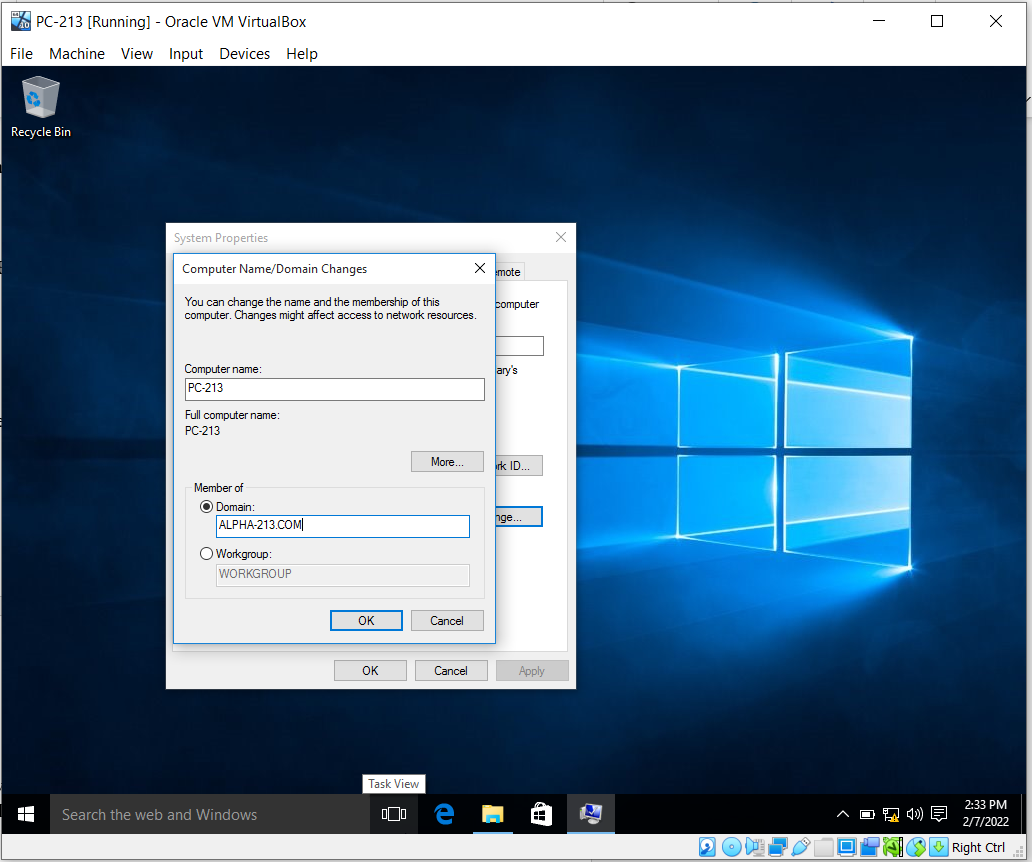 PC-213 [Running] - Oracle VM VirtualBox
File Machine View Input Devices Help
Recycle Bin
System Properties
Computer Name/Domain Changes
emote
You can change the name and the membership of this
computer. Changes might affect access to network resources.
computer
Computer name:
PC-213
ary's
Full computer name:
PC-213
More...
rk ID...
Member of
Domain:
ALPHA-213.COM
nge...
Workgroup:
WORKGROUP
OK Cancel
OK Cancel Apply
Task View
Search the web and Windows
2:33 PM
2/7/2022
Right Ctrl